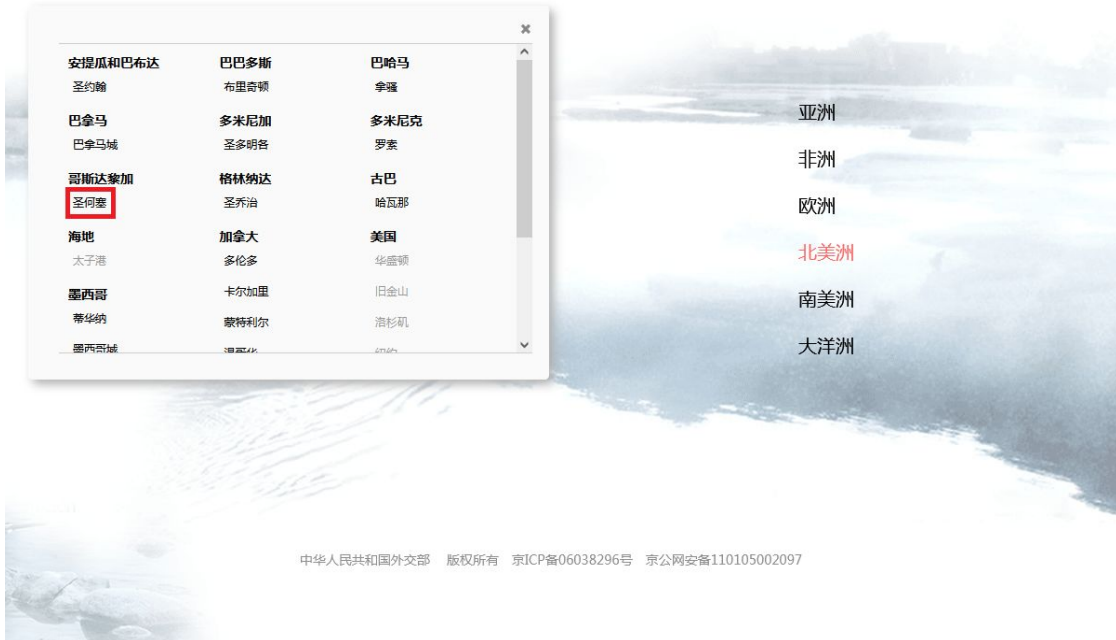 ×
安提瓜和巴布达 巴巴多斯 巴哈马
圣约翰 布里奇顿 拿骚
巴拿马 多米尼加 多米尼克
巴拿马城 圣多明各 罗索
哥斯达黎加 格林纳达 古巴
圣何塞 圣乔治 哈瓦那
海地 加拿大 美国
太子港 多伦多 华盛顿
墨西哥 卡尔加里 旧金山
蒂华纳 蒙特利尔 洛杉矶
墨西哥城 温哥华 纽约
亚洲
非洲
欧洲
北美洲
南美洲
大洋洲
中华人民共和国外交部 版权所有 京ICP备06038296号 京公网安备110105002097